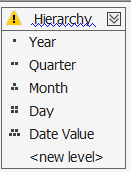 Hierarchy
Year
Quarter
Month
Day
Date Value
<new level>